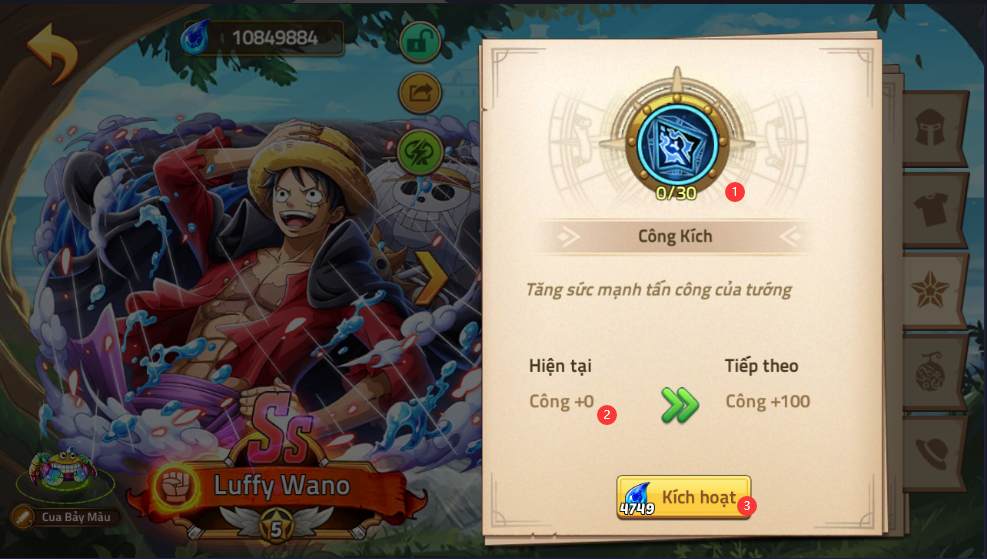 10849884
0/30
1
Công Kích
Tăng sức mạnh tấn công của tướng
Hiện tại
Tiếp theo
Công +0
2
Công +100
Ss
Luffy Wano
5
Cua Bảy Màu
4749
Kích hoạt
3